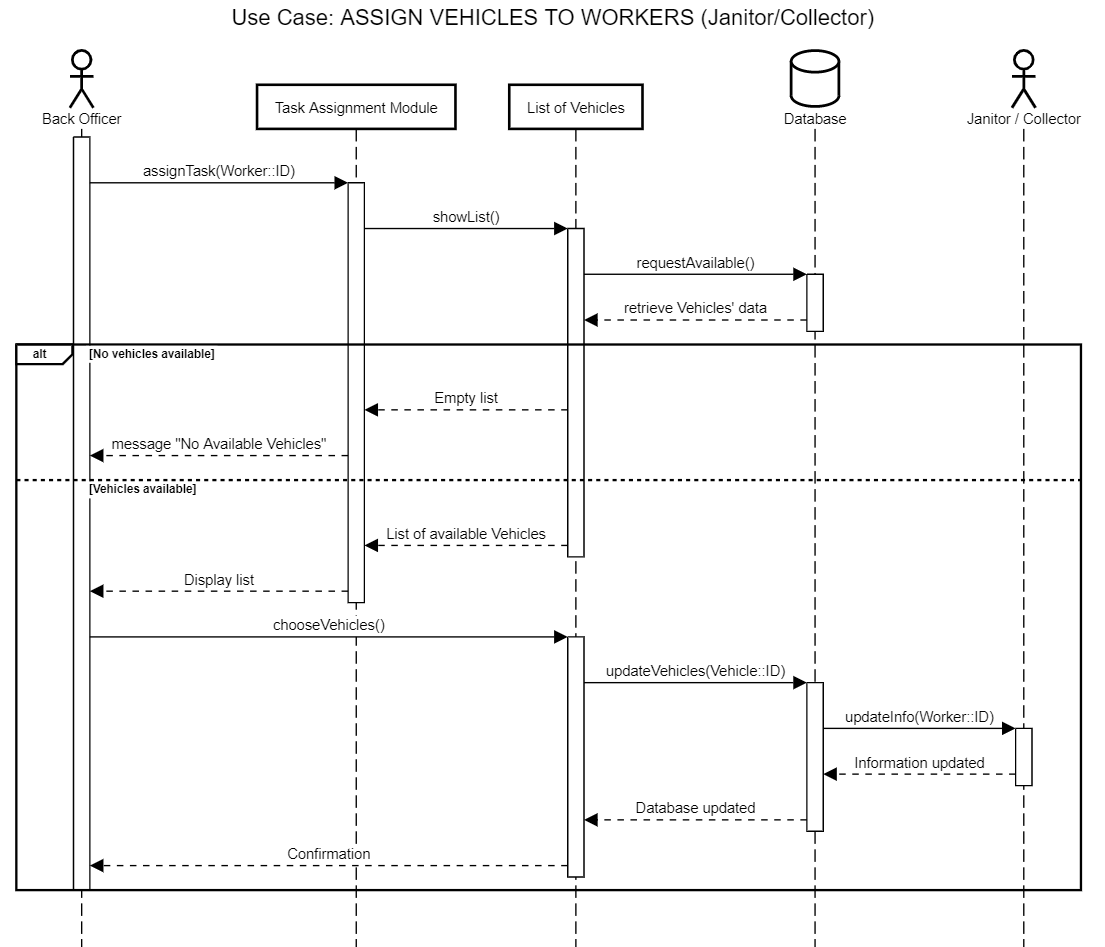 Use Case: ASSIGN VEHICLES TO WORKERS (Janitor/Collector)
Back Officer
Task Assignment Module
List of Vehicles
Database
Janitor / Collector
assignTask(Worker::ID)
showList()
requestAvailable()
retrieve Vehicles' data
alt
[No vehicles available]
Empty list
message "No Available Vehicles"
[Vehicles available]
List of available Vehicles
Display list
chooseVehicles()
updateVehicles(Vehicle::ID)
updateInfo(Worker::ID)
Information updated
Database updated
Confirmation